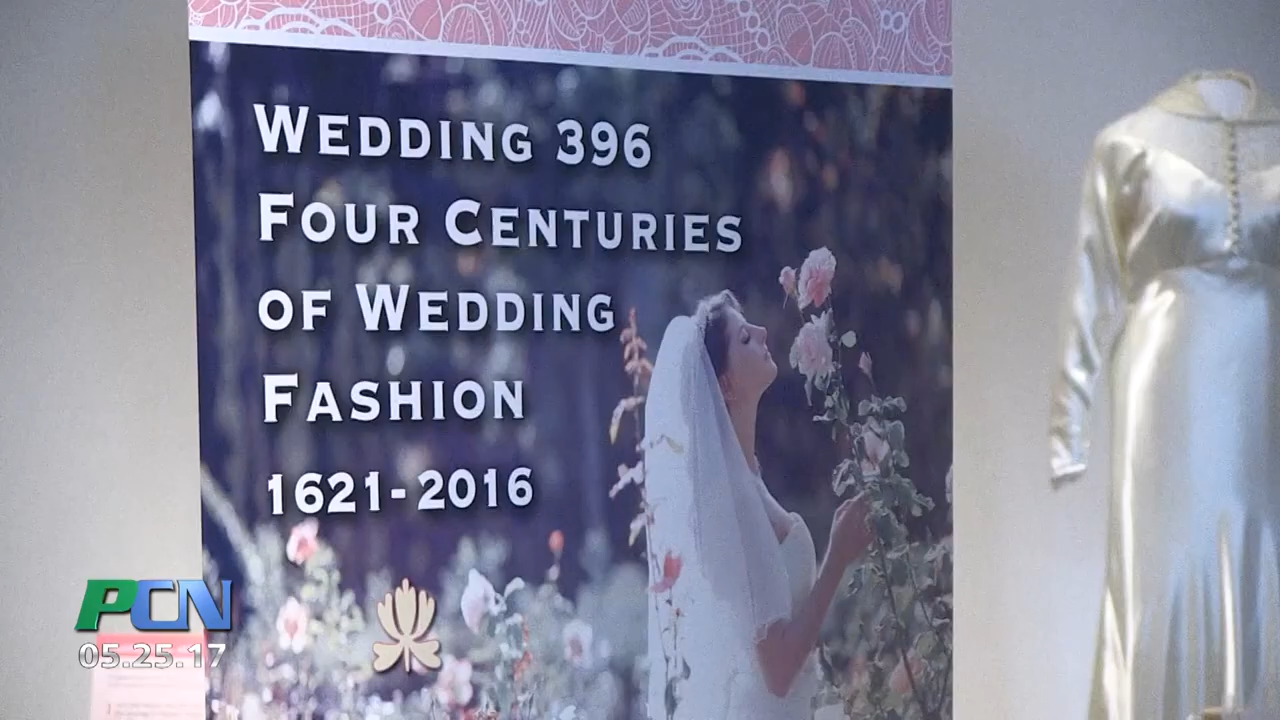 WEDDING 396
FOUR CENTURIES
OF WEDDING
FASHION
1621-2016
PCN
05.25.17